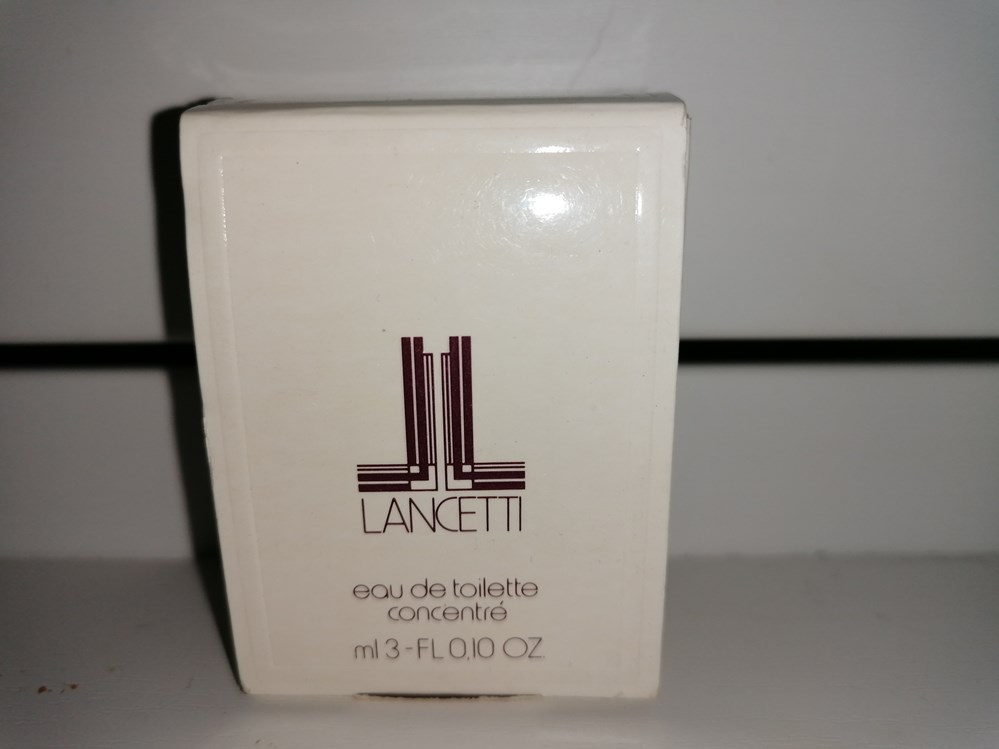 LANCETTI
eau de toilette
concentré
ml 3-FL 0,10 OZ